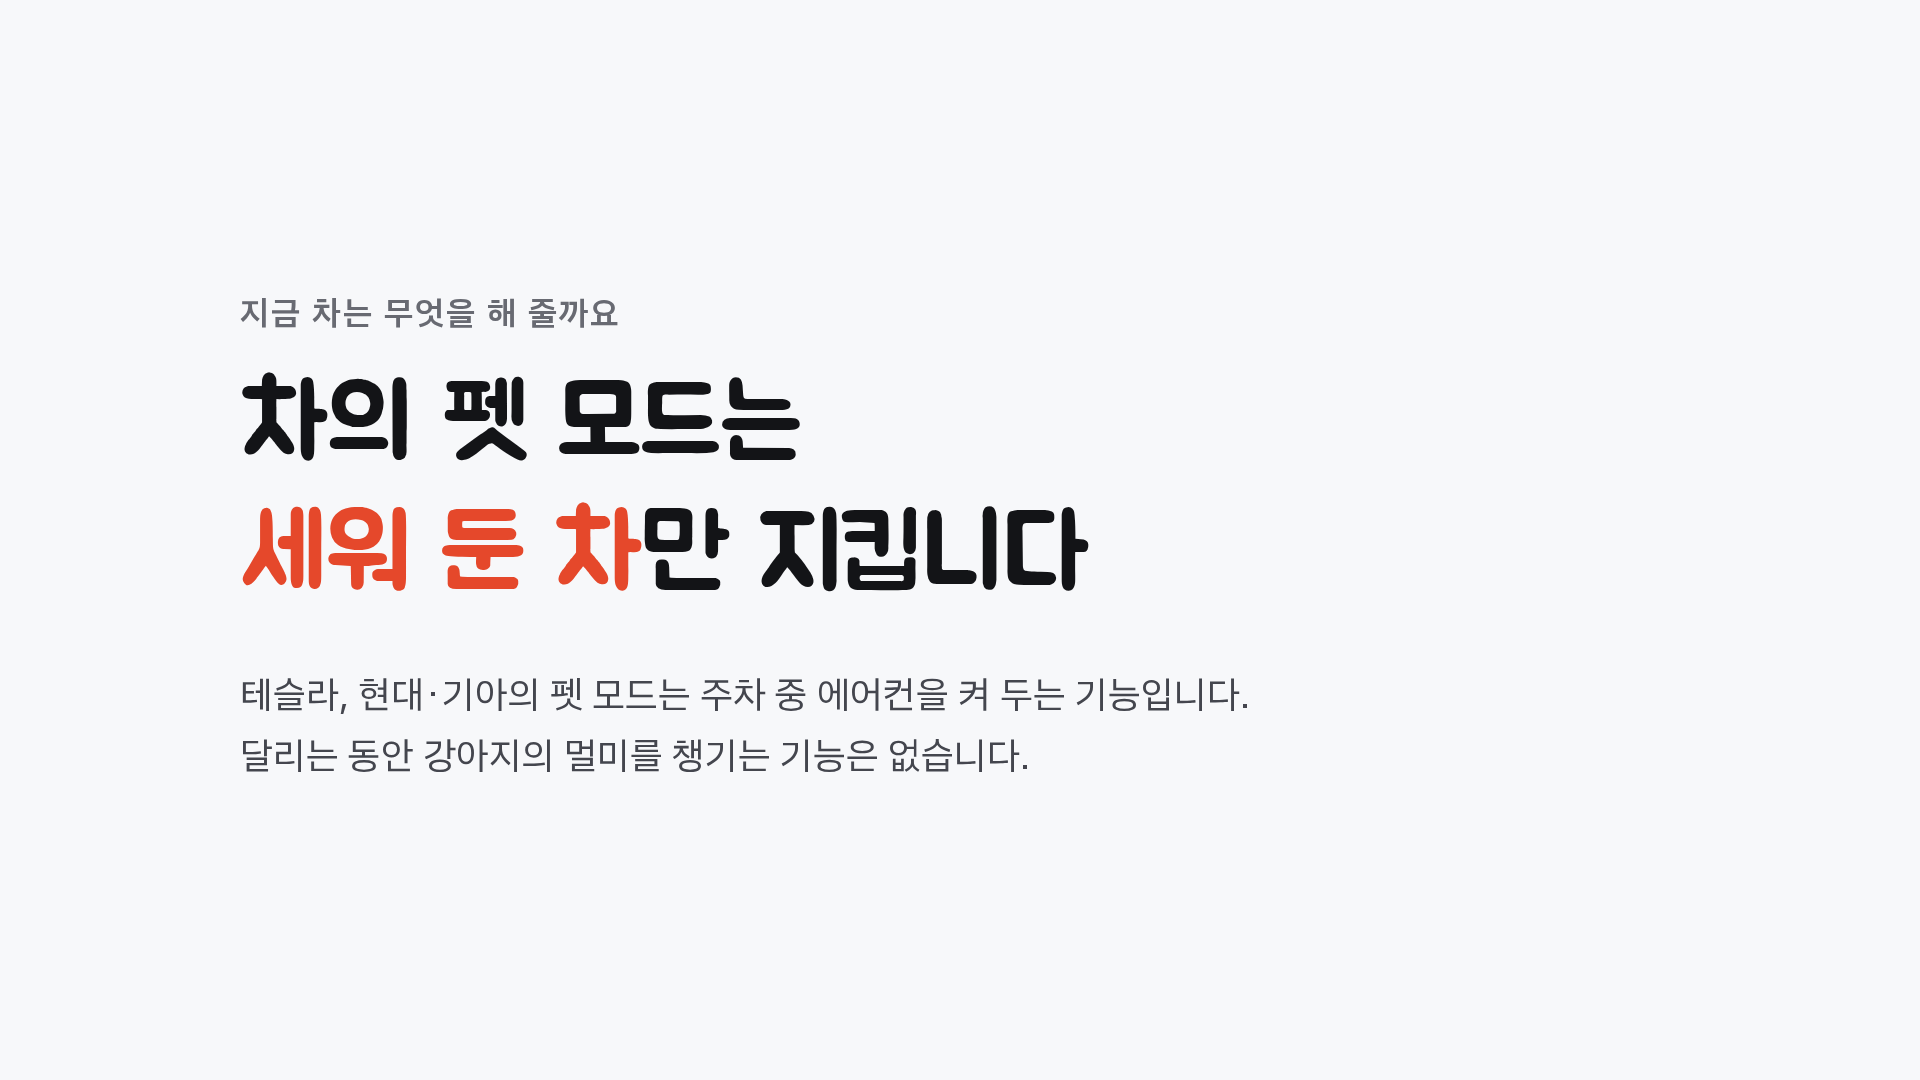 지금 차는 무엇을 해 줄까요
차의 펫 모드는
세워 둔 차만 지킵니다
테슬라, 현대·기아의 펫 모드는 주차 중 에어컨을 켜 두는 기능입니다.
달리는 동안 강아지의 멀미를 챙기는 기능은 없습니다.